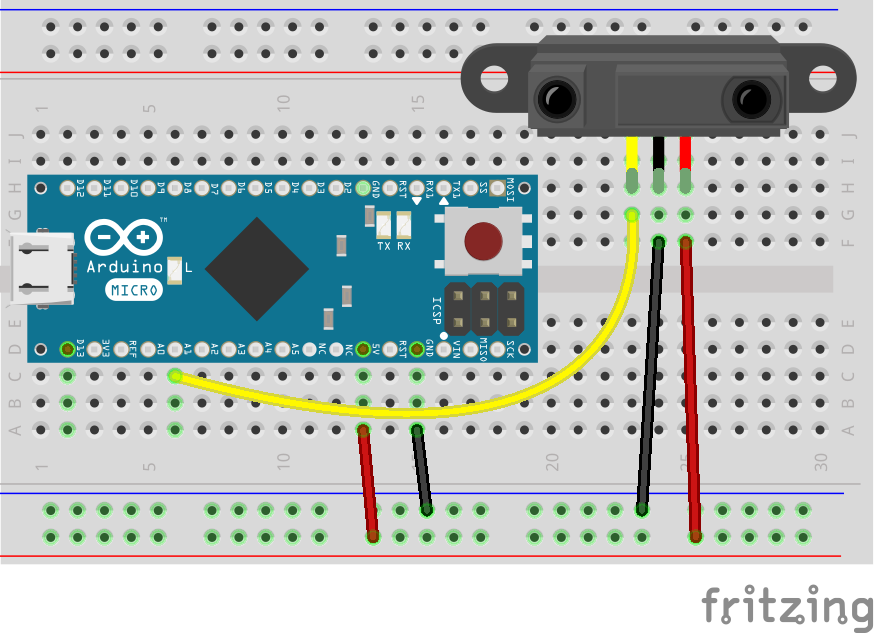 1 5 10 15
J J
I I
H D12 D11 D10 D9 D8 D7 D6 D5 D4 D3 D2 GND RST RX1 TX1 SS MOSI H
G G
™
TX RX
F
Arduino L
MICRO
ICSP
E
D D13 3V3 REF A0 A1 A2 A3 A4 A5 NC NC 5V RST GND VIN MISO SCK D
C C
B B
A A
1 5 10 20 30
fritzing